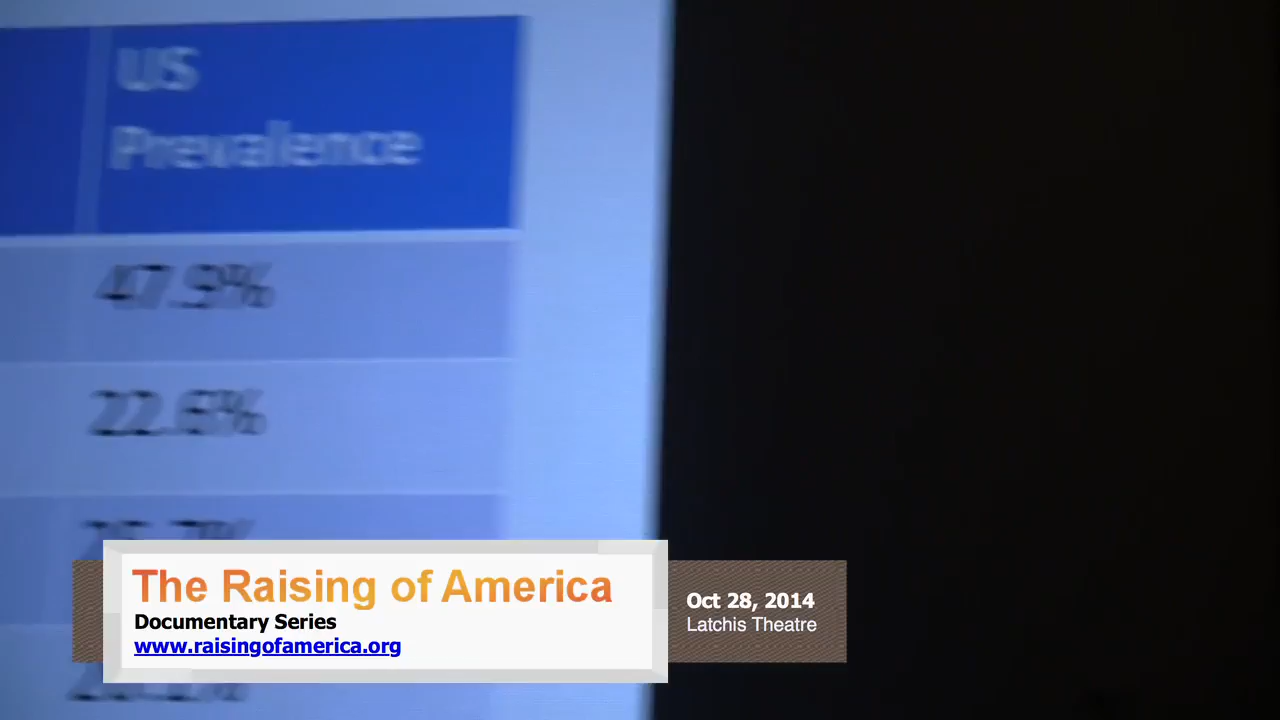 US
Prevalence
47.9%
22.6%
The Raising of America
Documentary Series
www.raisingofamerica.org
Oct 28, 2014
Latchis Theatre